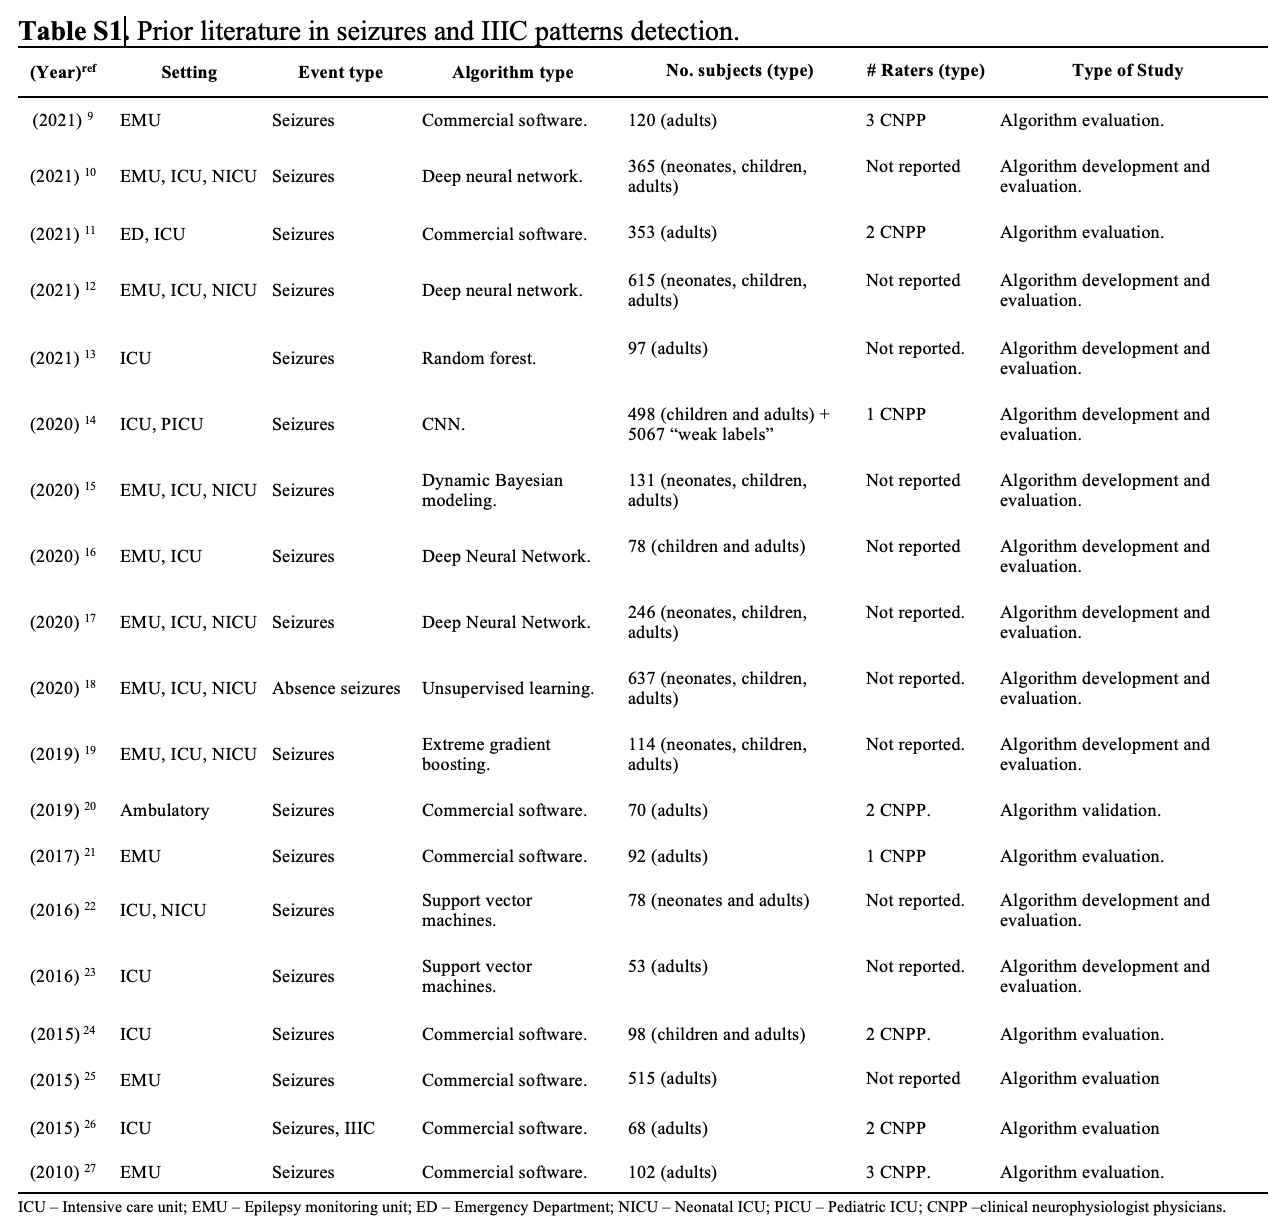 Table S1. Prior literature in seizures and IIIC patterns detection.
(Year)ref Setting Event type Algorithm type No. subjects (type) # Raters (type) Type of Study
(2021) 9 EMU Seizures Commercial software. 120 (adults) 3 CNPP Algorithm evaluation.
(2021) 10 EMU, ICU, NICU Seizures Deep neural network. 365 (neonates, children, adults) Not reported Algorithm development and evaluation.
(2021) 11 ED, ICU Seizures Commercial software. 353 (adults) 2 CNPP Algorithm evaluation.
(2021) 12 EMU, ICU, NICU Seizures Deep neural network. 615 (neonates, children, adults) Not reported Algorithm development and evaluation.
(2021) 13 ICU Seizures Random forest. 97 (adults) Not reported. Algorithm development and evaluation.
(2020) 14 ICU, PICU Seizures CNN. 498 (children and adults) + 5067 “weak labels” 1 CNPP Algorithm development and evaluation.
(2020) 15 EMU, ICU, NICU Seizures Dynamic Bayesian modeling. 131 (neonates, children, adults) Not reported Algorithm development and evaluation.
(2020) 16 EMU, ICU Seizures Deep Neural Network. 78 (children and adults) Not reported Algorithm development and evaluation.
(2020) 17 EMU, ICU, NICU Seizures Deep Neural Network. 246 (neonates, children, adults) Not reported. Algorithm development and evaluation.
(2020) 18 EMU, ICU, NICU Absence seizures Unsupervised learning. 637 (neonates, children, adults) Not reported. Algorithm development and evaluation.
(2019) 19 EMU, ICU, NICU Seizures Extreme gradient boosting. 114 (neonates, children, adults) Not reported. Algorithm development and evaluation.
(2019) 20 Ambulatory Seizures Commercial software. 70 (adults) 2 CNPP. Algorithm validation.
(2017) 21 EMU Seizures Commercial software. 92 (adults) 1 CNPP Algorithm evaluation.
(2016) 22 ICU, NICU Seizures Support vector machines. 78 (neonates and adults) Not reported. Algorithm development and evaluation.
(2016) 23 ICU Seizures Support vector machines. 53 (adults) Not reported. Algorithm development and evaluation.
(2015) 24 ICU Seizures Commercial software. 98 (children and adults) 2 CNPP. Algorithm evaluation.
(2015) 25 EMU Seizures Commercial software. 515 (adults) Not reported Algorithm evaluation
(2015) 26 ICU Seizures, IIIC Commercial software. 68 (adults) 2 CNPP Algorithm evaluation
(2010) 27 EMU Seizures Commercial software. 102 (adults) 3 CNPP. Algorithm evaluation.
ICU – Intensive care unit; EMU – Epilepsy monitoring unit; ED – Emergency Department; NICU – Neonatal ICU; PICU – Pediatric ICU; CNPP –clinical neurophysiologist physicians.